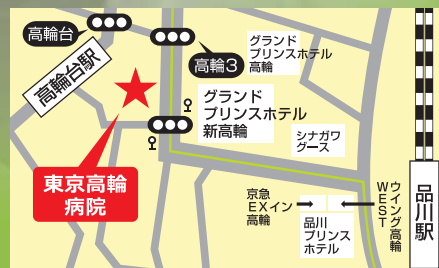 高輪台
高輪3
高輪台駅
グランド
プリンスホテル
高輪
グランド
プリンスホテル
新高輪
シナガワ
グース
東京高輪
病院
京急
EXイン
高輪
品川
プリンス
ホテル
ウイング高輪
WEST
品川駅